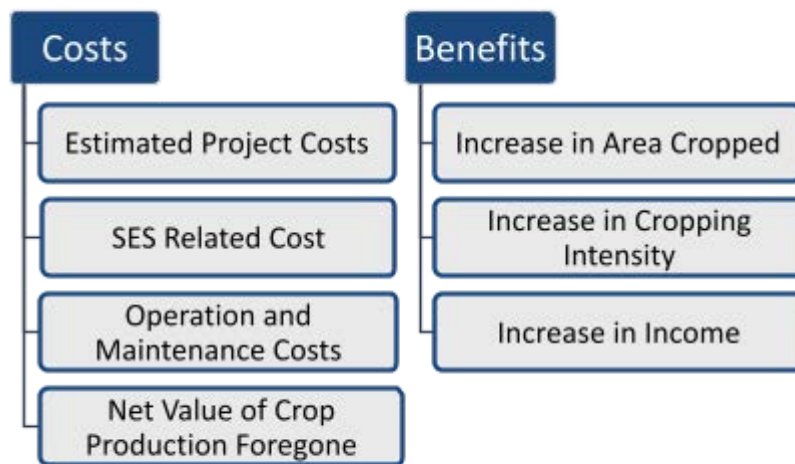 Costs
Estimated Project Costs
SES Related Cost
Operation and
Maintenance Costs
Net Value of Crop
Production Foregone
Benefits
Increase in Area Cropped
Increase in Cropping
Intensity
Increase in Income